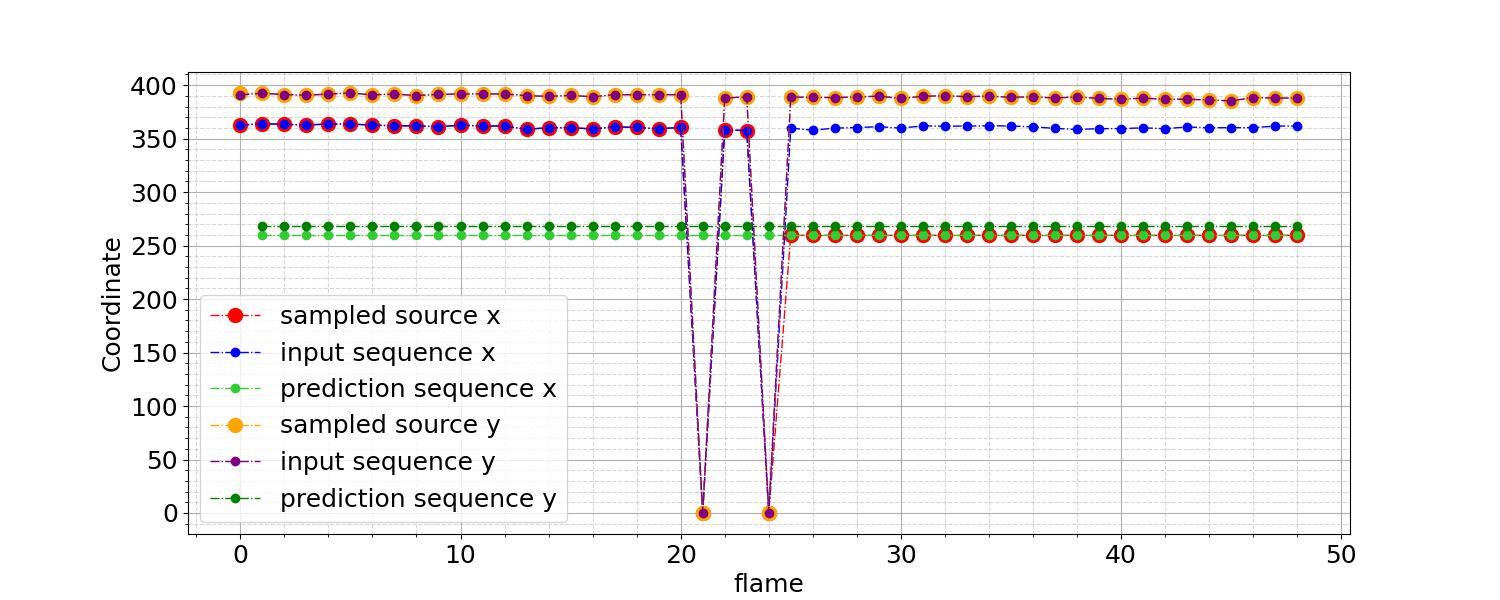 400
350
300
250
200
150
100
50
0
Coordinate
sampled source x
input sequence x
prediction sequence x
sampled source y
input sequence y
prediction sequence y
0 10 20 30 40 50
flame